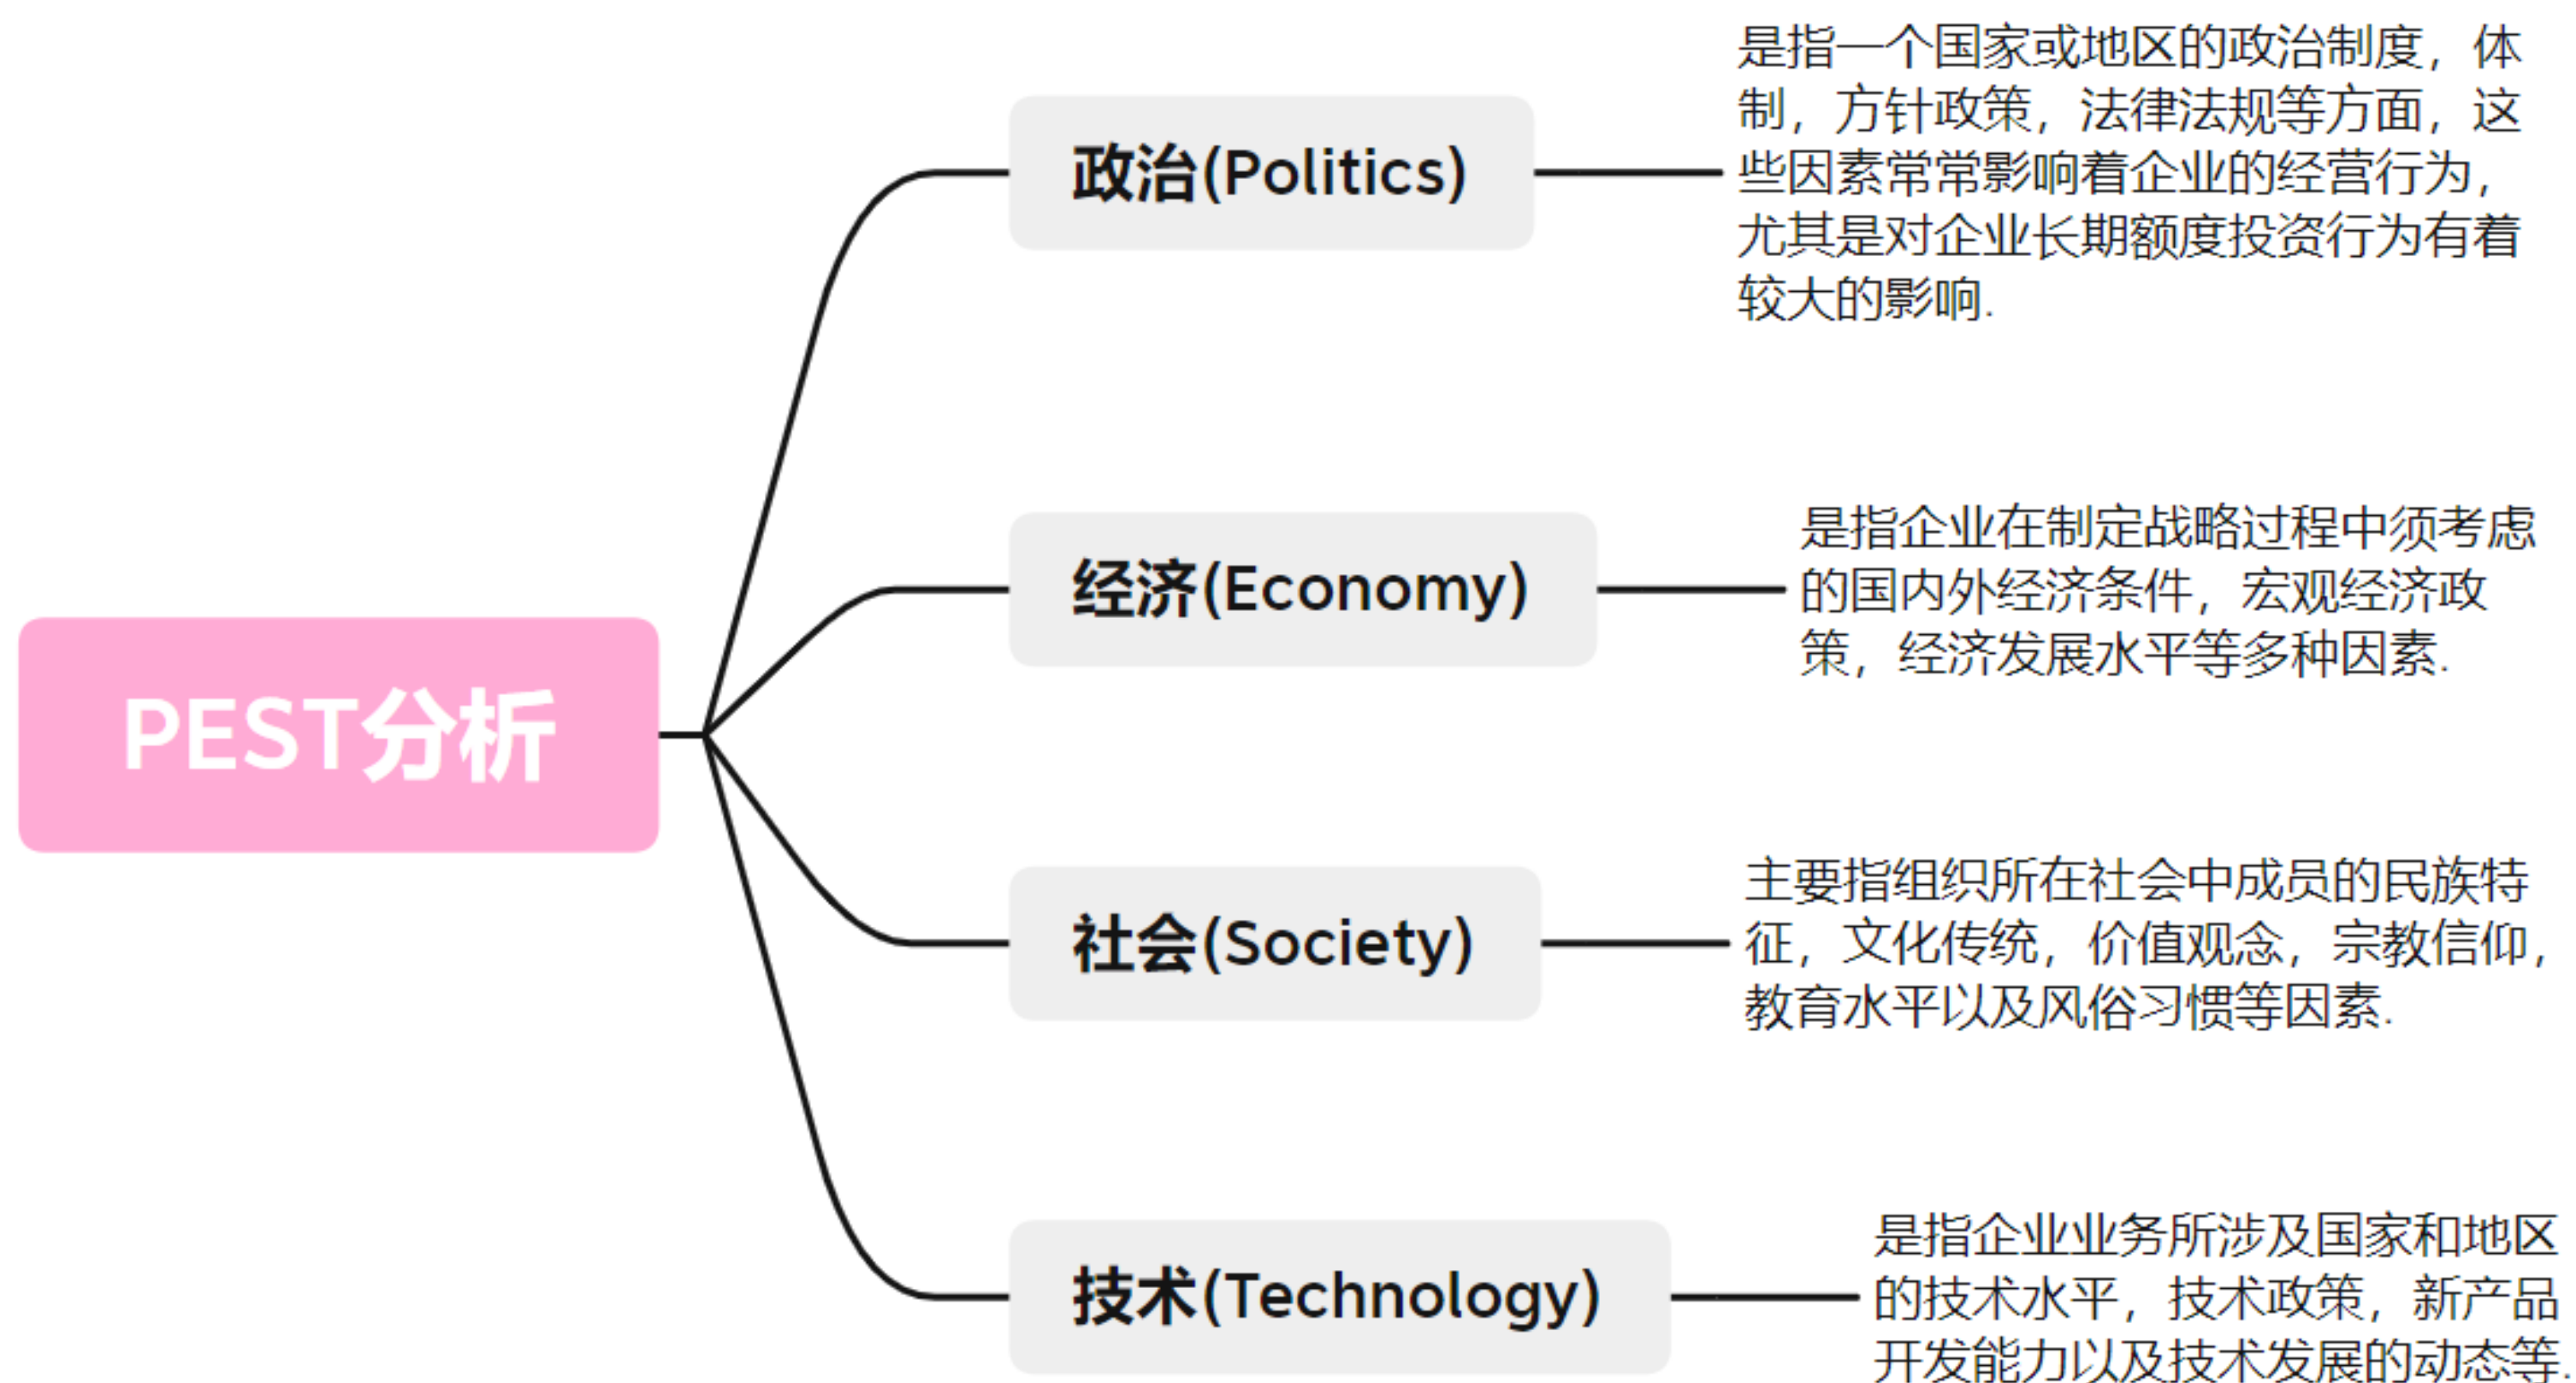 PEST分析
政治(Politics)
是指一个国家或地区的政治制度，体
制，方针政策，法律法规等方面，这
些因素常常影响着企业的经营行为，
尤其是对企业长期额度投资行为有着
较大的影响.
经济(Economy)
是指企业在制定战略过程中须考虑
的国内外经济条件，宏观经济政
策，经济发展水平等多种因素.
社会(Society)
主要指组织所在社会中成员的民族特
征，文化传统，价值观念，宗教信仰，
教育水平以及风俗习惯等因素.
技术(Technology)
是指企业业务所涉及国家和地区
的技术水平，技术政策，新产品
开发能力以及技术发展的动态等.